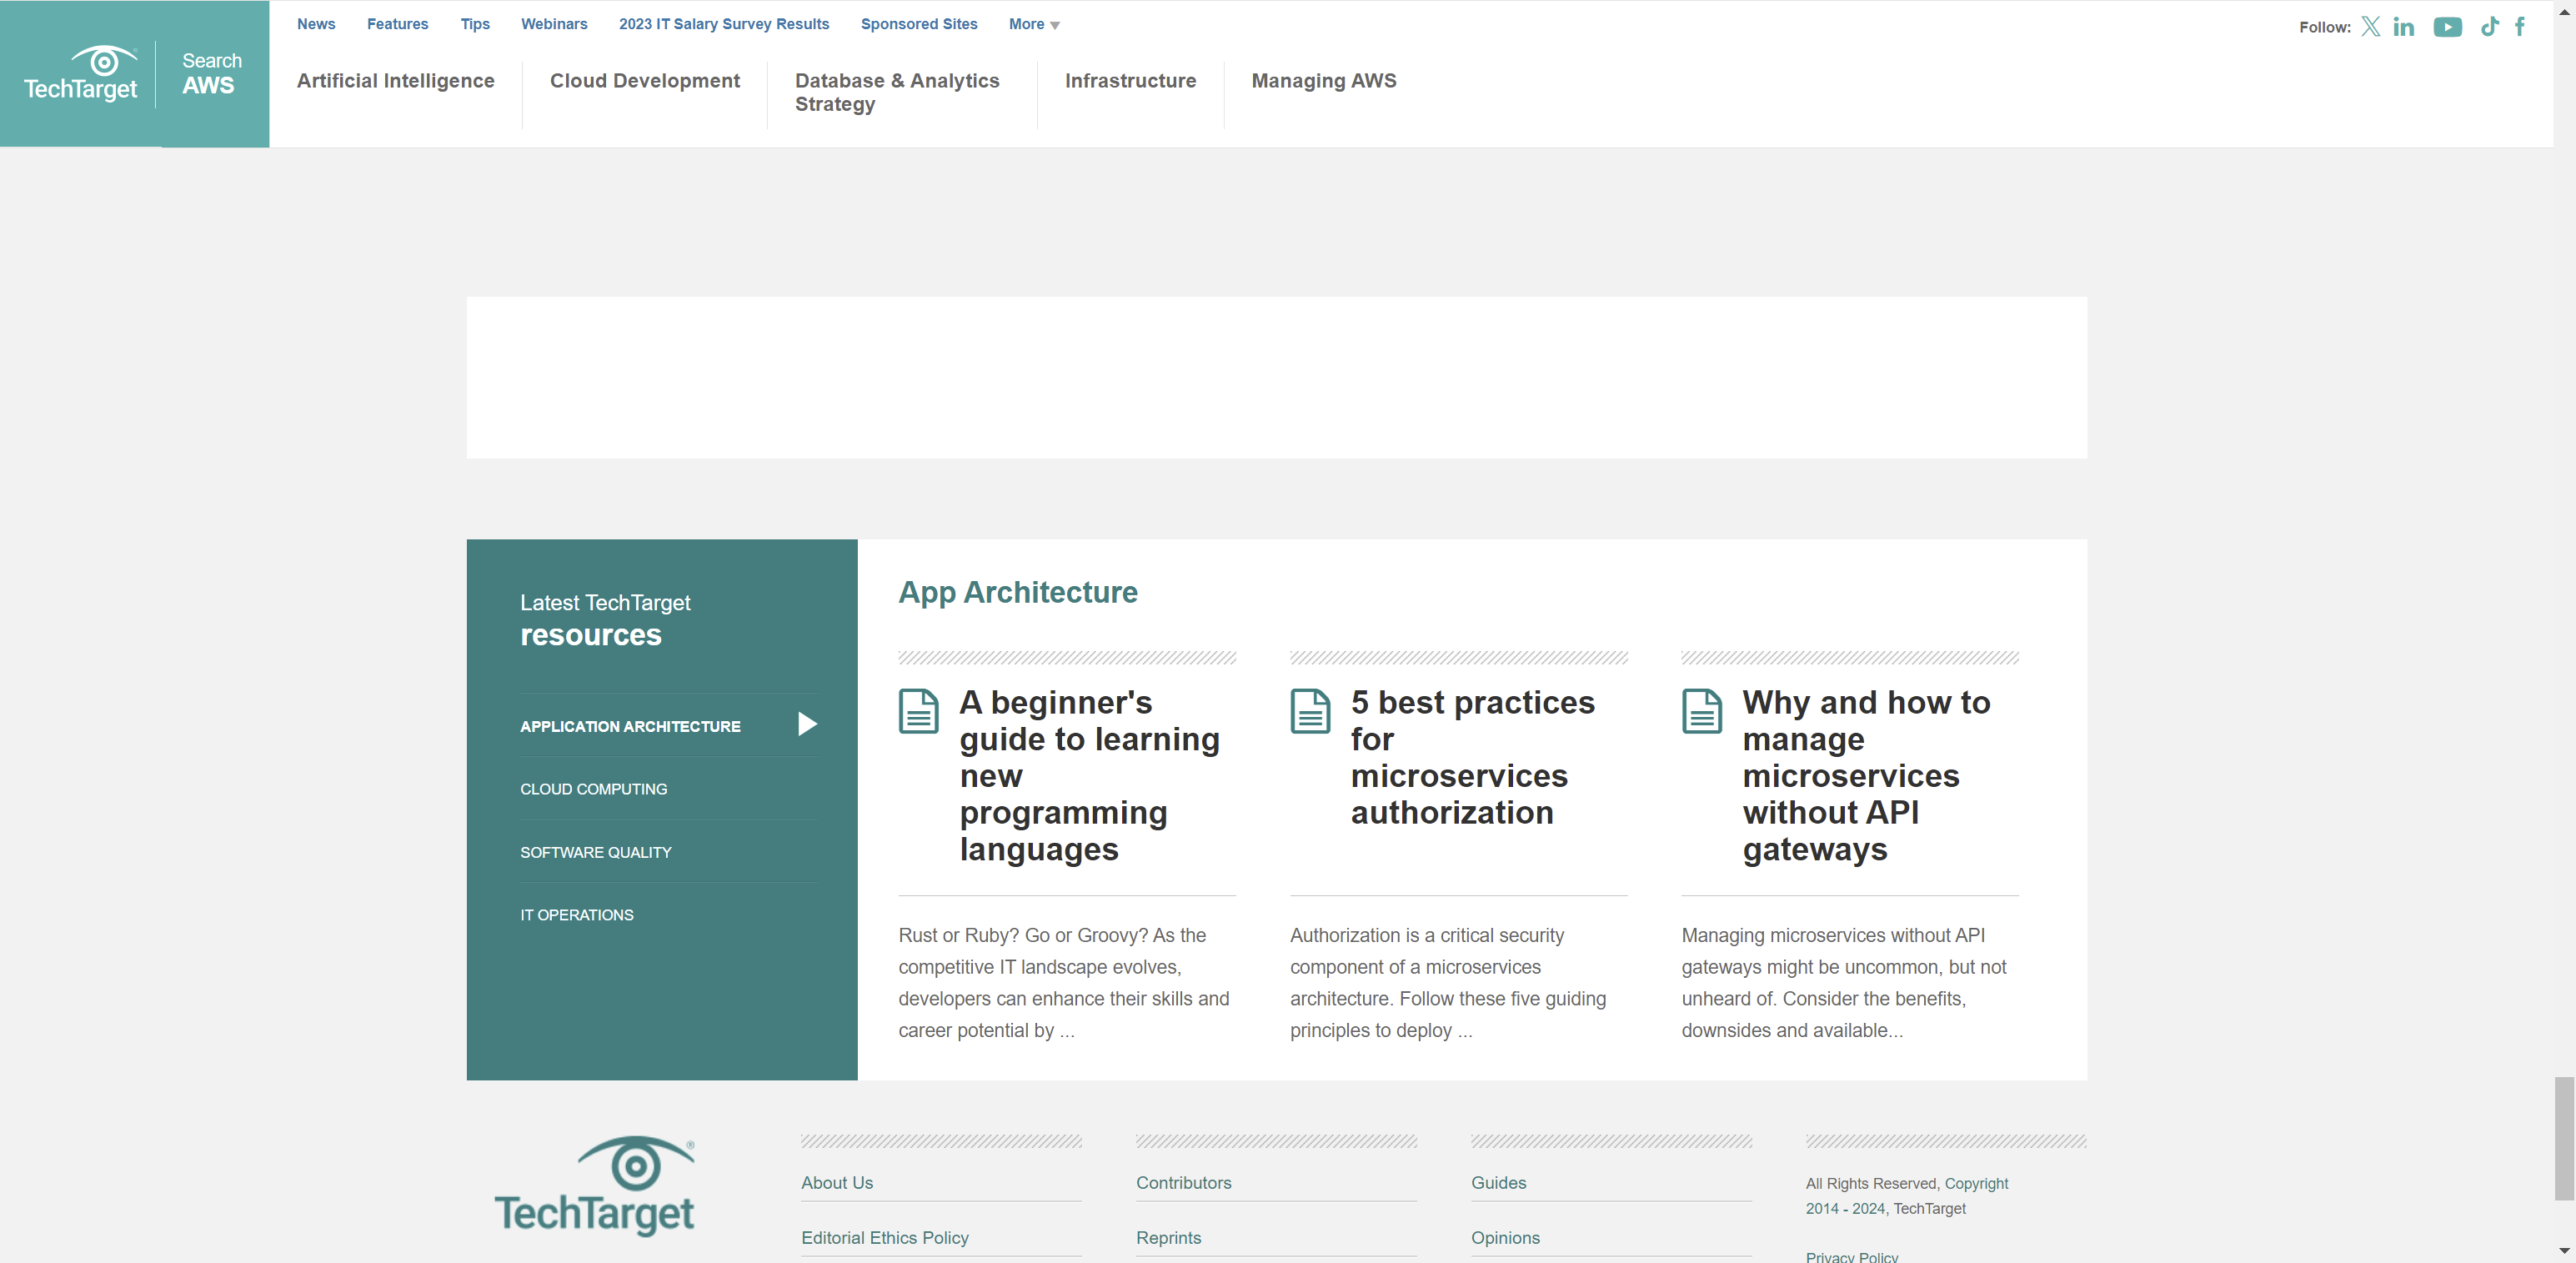 TechTarget
Search
AWS
News Features Tips Webinars 2023 IT Salary Survey Results Sponsored Sites More
Follow:
Artificial Intelligence
Cloud Development
Database & Analytics
Strategy
Infrastructure
Managing AWS
Latest TechTarget
resources
APPLICATION ARCHITECTURE
CLOUD COMPUTING
SOFTWARE QUALITY
IT OPERATIONS
App Architecture
A beginner's
guide to learning
new
programming
languages
Rust or Ruby? Go or Groovy? As the
competitive IT landscape evolves,
developers can enhance their skills and
career potential by ...
5 best practices
for
microservices
authorization
Authorization is a critical security
component of a microservices
architecture. Follow these five guiding
principles to deploy ...
Why and how to
manage
microservices
without API
gateways
Managing microservices without API
gateways might be uncommon, but not
unheard of. Consider the benefits,
downsides and available...
TechTarget®
About Us
Editorial Ethics Policy
Contributors
Reprints
Guides
Opinions
All Rights Reserved, Copyright
2014 - 2024, TechTarget
Privacy Policy